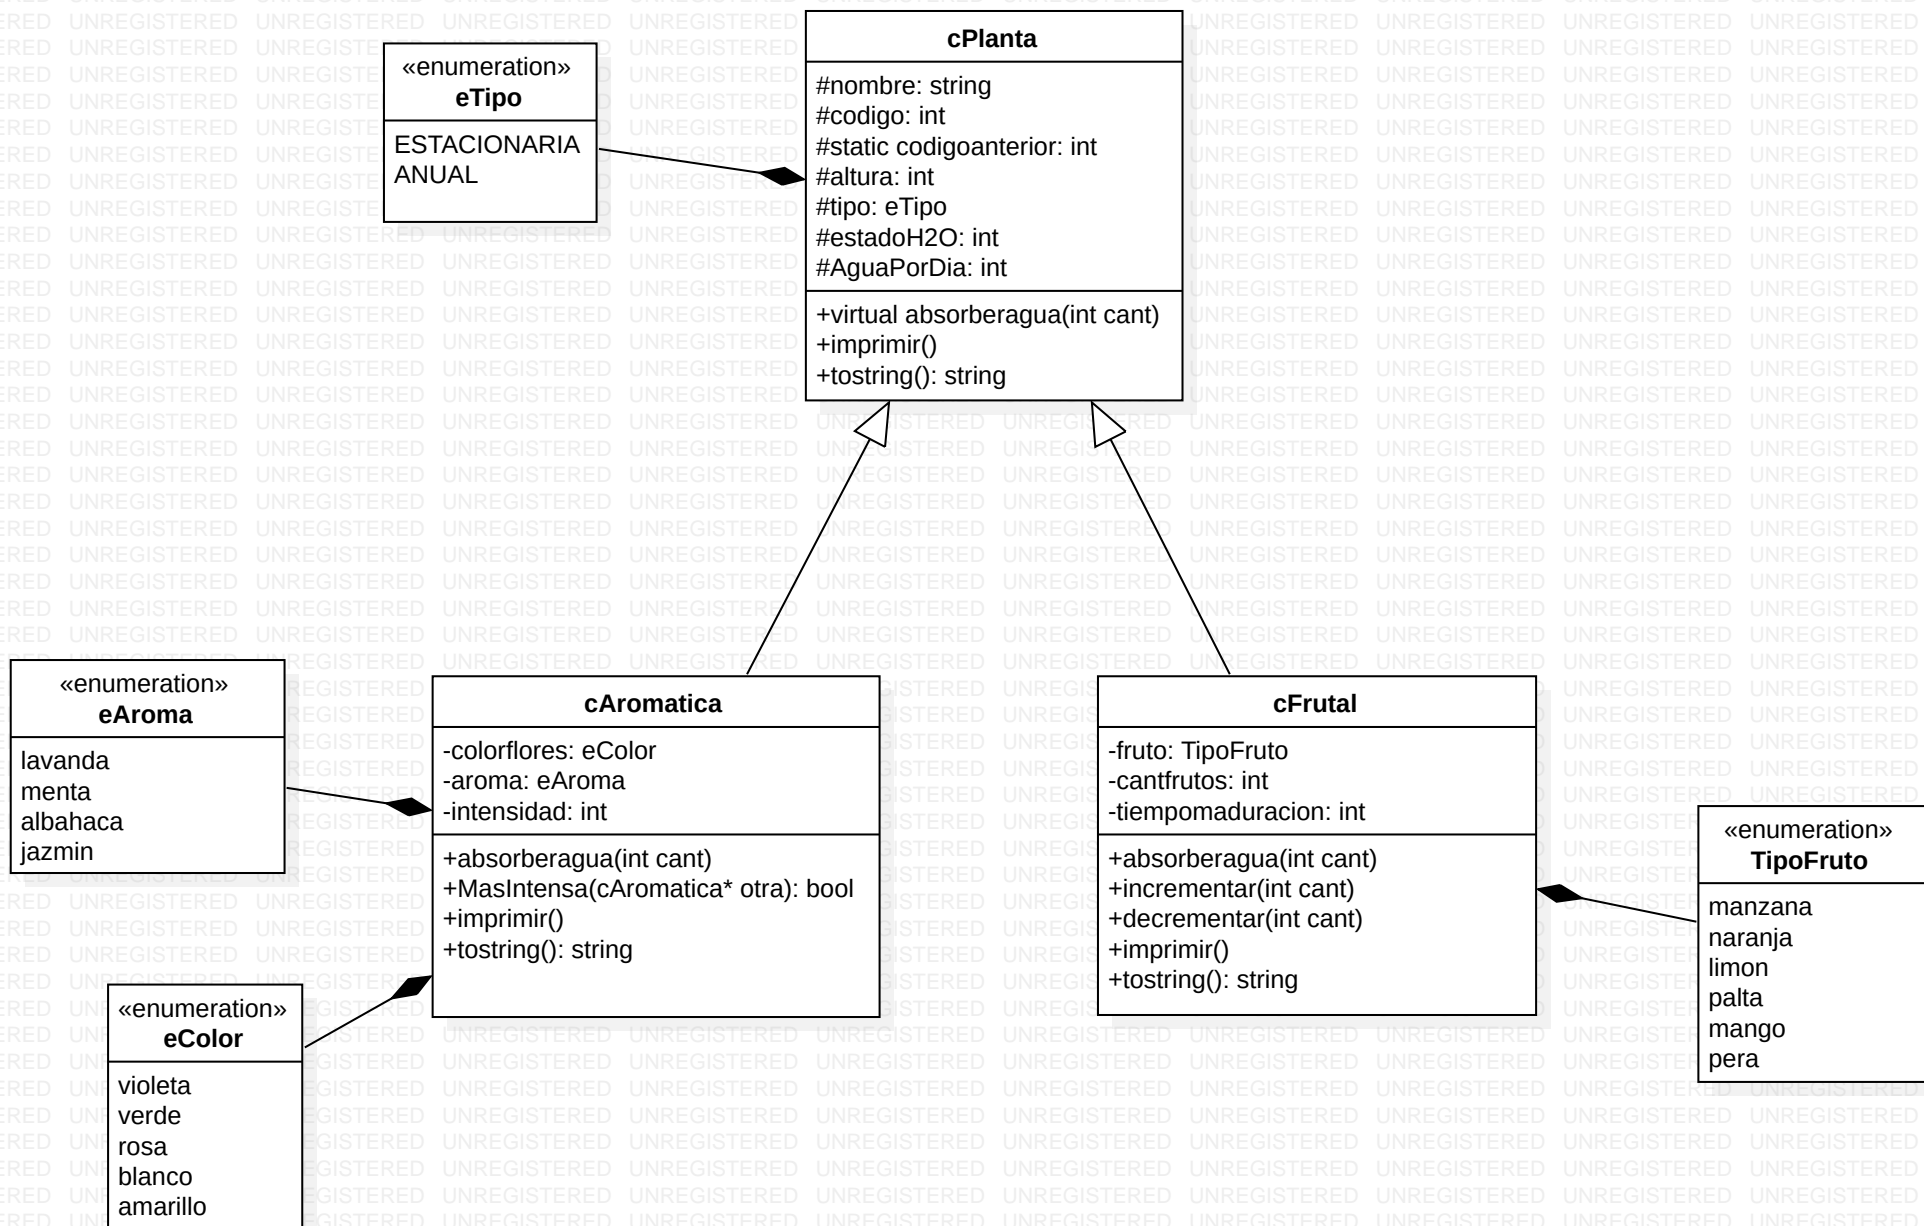 cPlanta
#nombre: string
#codigo: int
#static codigoanterior: int
#altura: int
#tipo: eTipo
#estadoH2O: int
#AguaPorDia: int
+virtual absorberagua(int cant)
+imprimir()
+tostring(): string
«enumeration»
eTipo
ESTACIONARIA
ANUAL
«enumeration»
eAroma
lavanda
menta
albahaca
jazmin
cAromatica
-colorflores: eColor
-aroma: eAroma
-intensidad: int
+absorberagua(int cant)
+MasIntensa(cAromatica* otra): bool
+imprimir()
+tostring(): string
cFrutal
-fruto: TipoFruto
-cantfrutos: int
-tiempomaduracion: int
+absorberagua(int cant)
+incrementar(int cant)
+decrementar(int cant)
+imprimir()
+tostring(): string
«enumeration»
TipoFruto
manzana
naranja
limon
palta
mango
pera
«enumeration»
eColor
violeta
verde
rosa
blanco
amarillo
UNREGISTERED